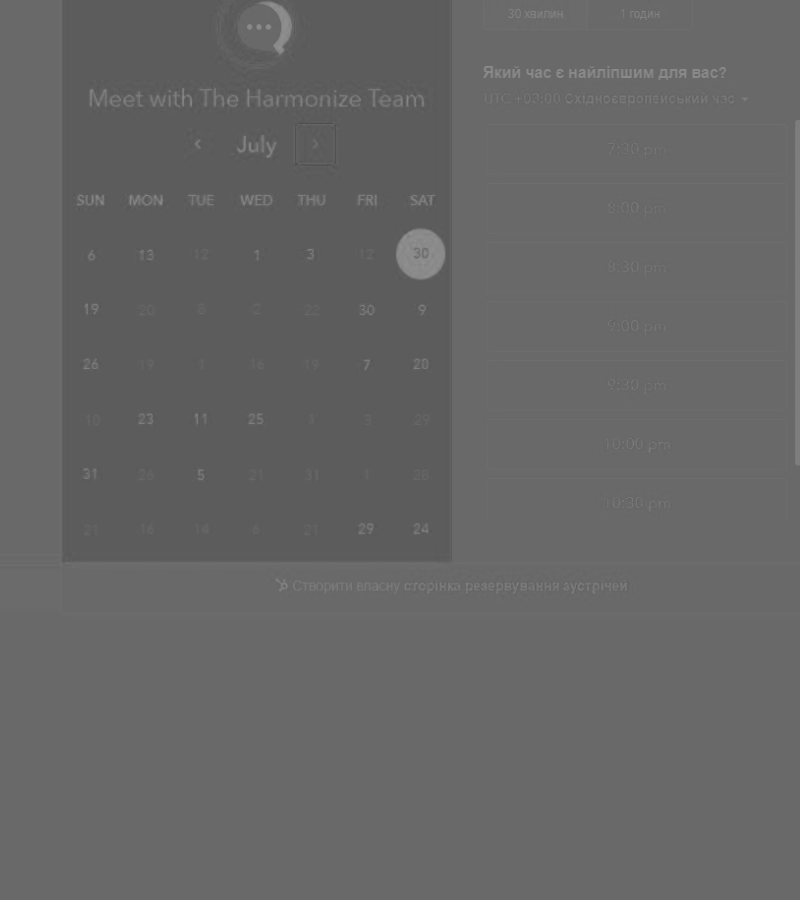 30 хвилин 1 годин
Meet with The Harmonize Team
July
SUN MON TUE WED THU FRI SAT
6 13 12 1 3 12 30
19 20 8 2 22 30 9
26 19 1 16 19 7 20
18 23 11 25 1 3 29
31 26 5 21 31 1 28
21 16 14 6 21 29 24
Який час є найліпшим для вас?
UTC +03:00 Східноєвропейський час
7:30 pm
8:00 pm
8:30 pm
9:00 pm
9:30 pm
10:00 pm
10:30 pm
Створити власну сторінка резервування зустрічей